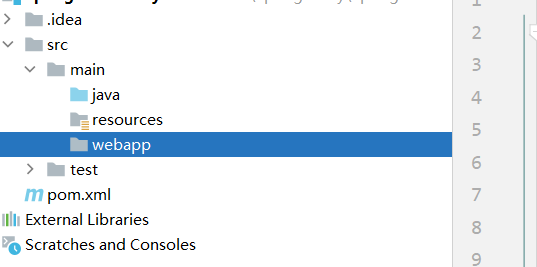 .idea
src
main
java
resources
webapp
test
pom.xml
External Libraries
Scratches and Consoles
1
2
3
4
5
6
7
8
9